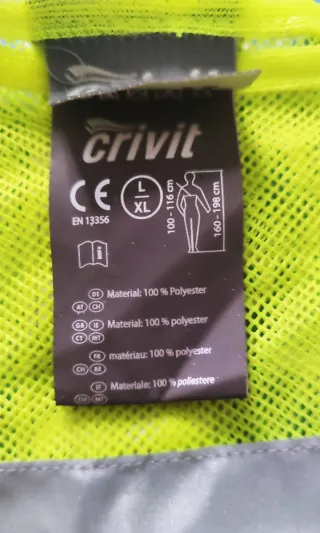 crivit
CE
EN 13356
L
XL
100 - 116 cm
160 - 198 cm
DE Material: 100 % Polyester
AT CH
GB IE Material: 100 % polyester
CY MT
FR matériau: 100 % polyester
CH BE
IT Materiale: 100 % poliestere
CH MT